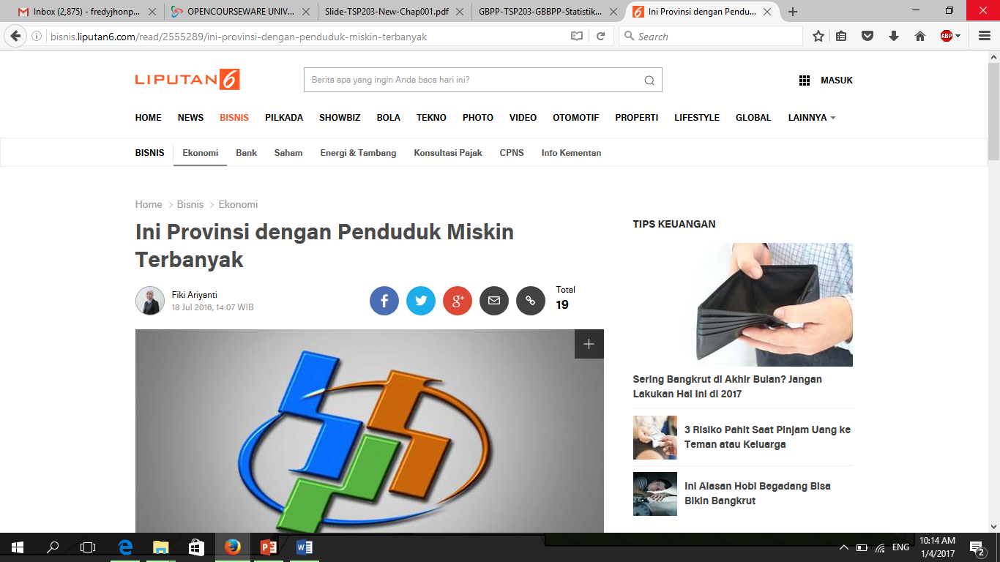 Inbox (2,875) - fredyjhonp...
OPENCOURSEWARE UNIV...
Slide-TSP203-New-Chap001.pdf
GBPP-TSP203-GBBPP-Statistik...
Ini Provinsi dengan Pendu...
bisnis.liputan6.com/read/2555289/ini-provinsi-dengan-penduduk-miskin-terbanyak
Search
ABP
LIPUTAN 6
Berita apa yang ingin Anda baca hari ini?
MASUK
HOME NEWS BISNIS PILKADA SHOWBIZ BOLA TEKNO PHOTO VIDEO OTOMOTIF PROPERTI LIFESTYLE GLOBAL LAINNYA
BISNIS Ekonomi Bank Saham Energi & Tambang Konsultasi Pajak CPNS Info Kementan
Home > Bisnis > Ekonomi
Ini Provinsi dengan Penduduk Miskin
Terbanyak
Fiki Ariyanti
18 Jul 2016, 14:07 WIB
Total
19
TIPS KEUANGAN
Sering Bangkrut di Akhir Bulan? Jangan
Lakukan Hal Ini di 2017
3 Risiko Pahit Saat Pinjam Uang ke
Teman atau Keluarga
Ini Alasan Hobi Begadang Bisa
Bikin Bangkrut
ENG
10:14 AM
1/4/2017
2